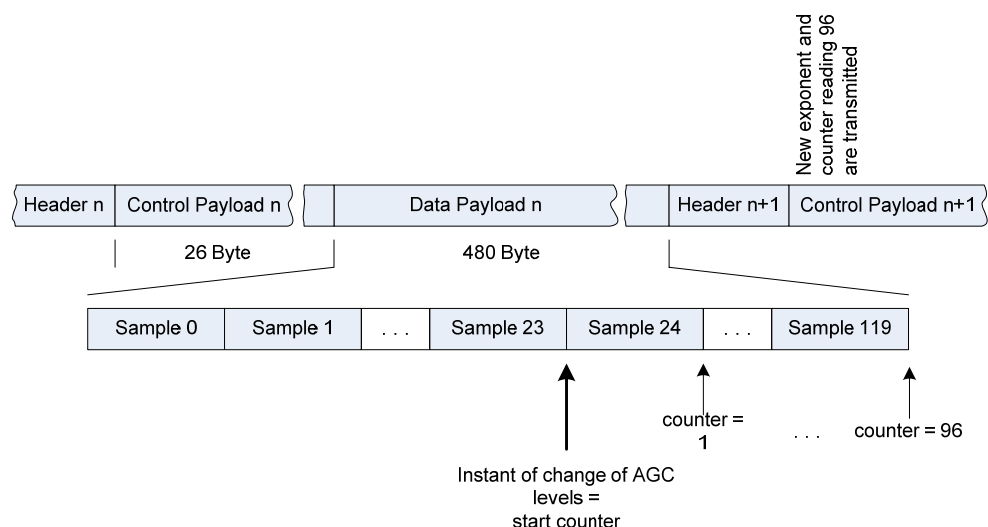 New exponent and
counter reading 96
are transmitted
Header n
Control Payload n
Data Payload n
Header n+1
Control Payload n+1
26 Byte
480 Byte
Sample 0
Sample 1
. . .
Sample 23
Sample 24
. . .
Sample 119
counter =
1
. . .
counter = 96
Instant of change of AGC
levels =
start counter